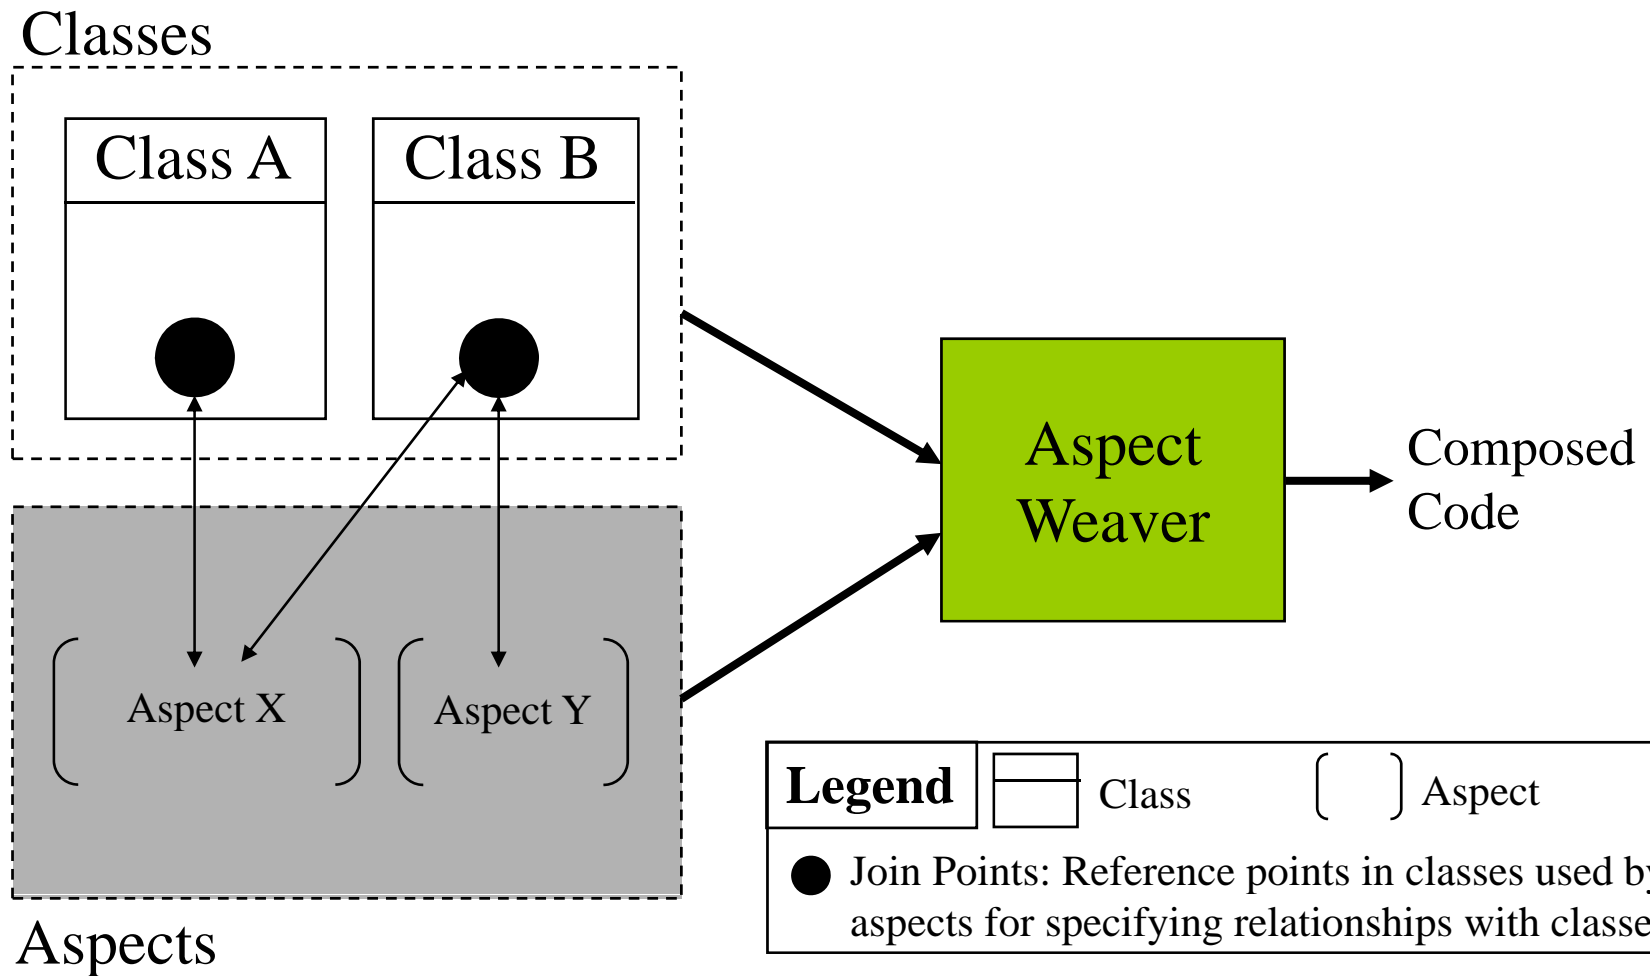 Classes
Class A
Class B
Aspect
Weaver
Composed
Code
Aspect X
Aspect Y
Aspects
Legend
Class
Aspect
Join Points: Reference points in classes used by
aspects for specifying relationships with classe